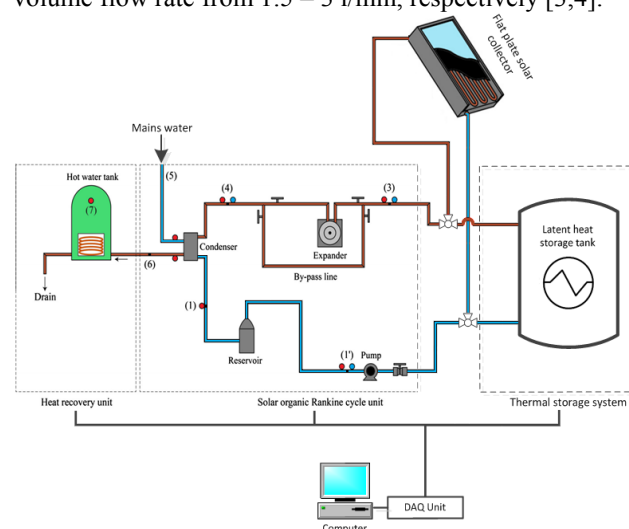 volume flow rate from 1.5 – 3 l/min, respectively [3,4].
Flat plate solar
collector
Mains water
Hot water tank
(5)
(4)
(3)
(7)
Condenser
Expander
Latent heat
storage tank
(6)
By-pass line
Drain
(1)
Reservoir
(1')
Pump
Heat recovery unit
Solar organic Rankine cycle unit
Thermal storage system
DAQ Unit
Computer